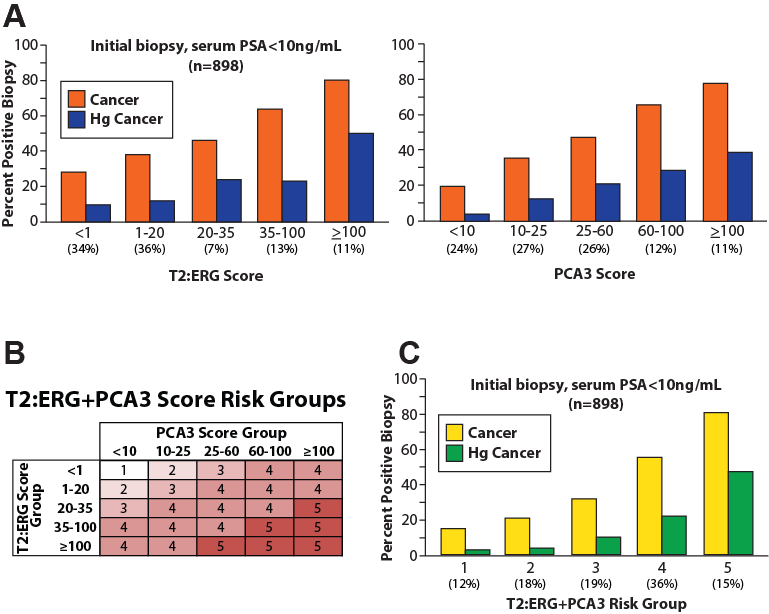 A
Initial biopsy, serum PSA<10ng/mL
(n=898)
Cancer
Hg Cancer
Percent Positive Biopsy
100
80
60
40
20
0
<1 1-20 20-35 35-100 ≥100
(34%) (36%) (7%) (13%) (11%)
T2:ERG Score
100
80
60
40
20
0
<10 10-25 25-60 60-100 ≥100
(24%) (27%) (26%) (12%) (11%)
PCA3 Score
B
T2:ERG+PCA3 Score Risk Groups
PCA3 Score Group
<10 10-25 25-60 60-100 ≥100
T2:ERG Score
Group
<1 1 2 3 4 4
1-20 2 3 4 4 4
20-35 3 4 4 4 5
35-100 4 4 4 5 5
≥100 4 4 5 5 5
C
Initial biopsy, serum PSA<10ng/mL
(n=898)
Cancer
Hg Cancer
Percent Positive Biopsy
100
80
60
40
20
0
1 2 3 4 5
(12%) (18%) (19%) (36%) (15%)
T2:ERG+PCA3 Risk Group